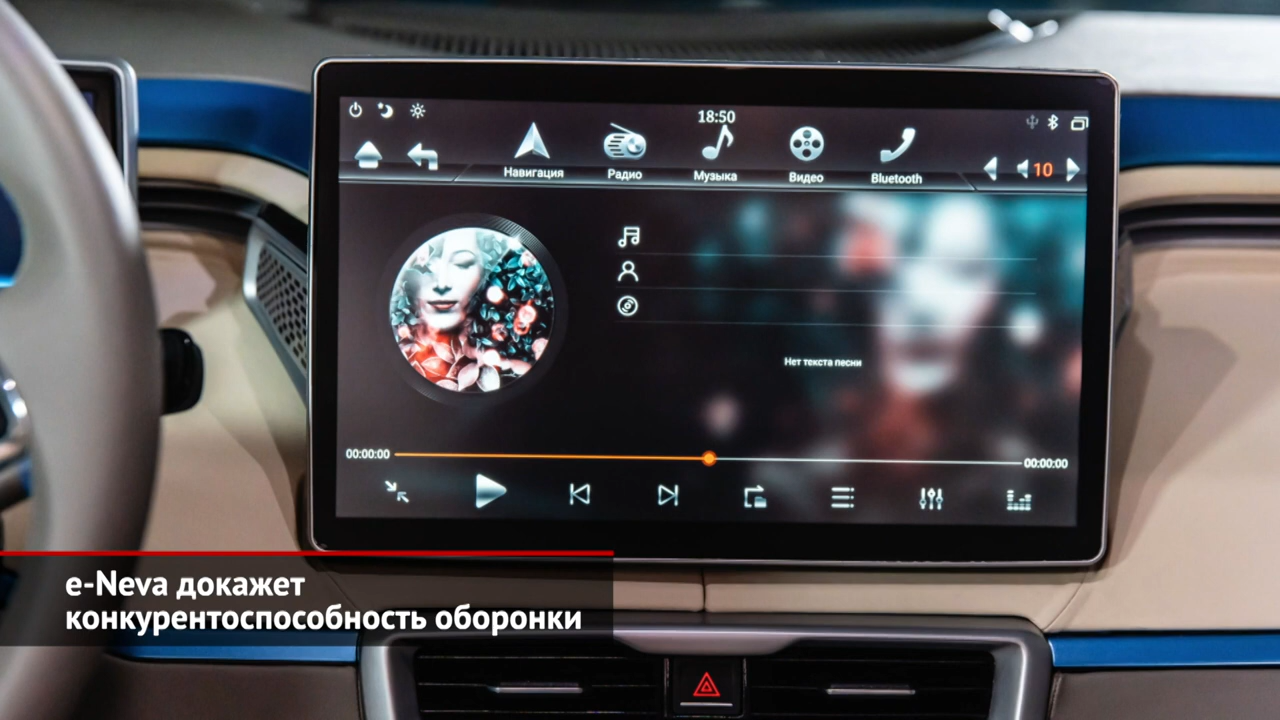 18:50
Навигация
Радио
Музыка
Видео
Bluetooth
10
Нет текста песни
00:00:00
00:00:00
e-Neva докажет
конкурентоспособность оборонки